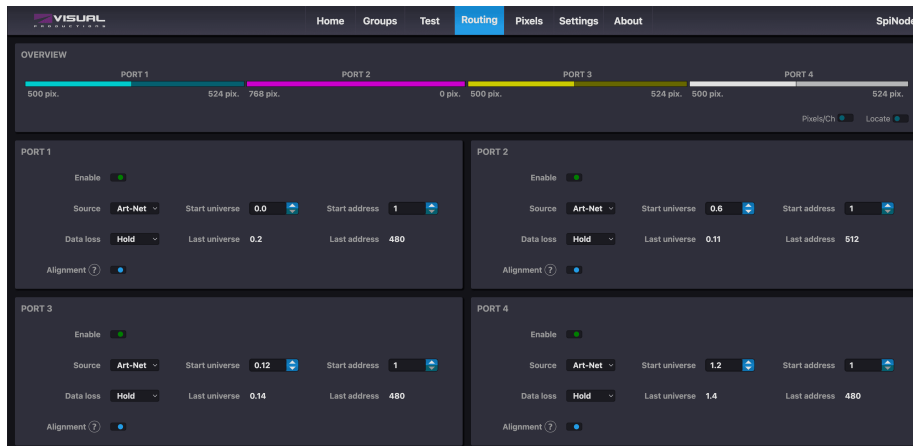 VISUAL
PRODUCTIONS
Home Groups Test Routing Pixels Settings About SpiNode
OVERVIEW
PORT 1 PORT 2 PORT 3 PORT 4
500 pix. 524 pix. 768 pix. 0 pix. 500 pix. 524 pix. 500 pix. 524 pix.
Pixels/Ch Locate
PORT 1
Enable
Source Art-Net Start universe 0.0 Start address 1
Data loss Hold Last universe 0.2 Last address 480
Alignment ?
PORT 2
Enable
Source Art-Net Start universe 0.6 Start address 1
Data loss Hold Last universe 0.11 Last address 512
Alignment ?
PORT 3
Enable
Source Art-Net Start universe 0.12 Start address 1
Data loss Hold Last universe 0.14 Last address 480
Alignment ?
PORT 4
Enable
Source Art-Net Start universe 1.2 Start address 1
Data loss Hold Last universe 1.4 Last address 480
Alignment ?